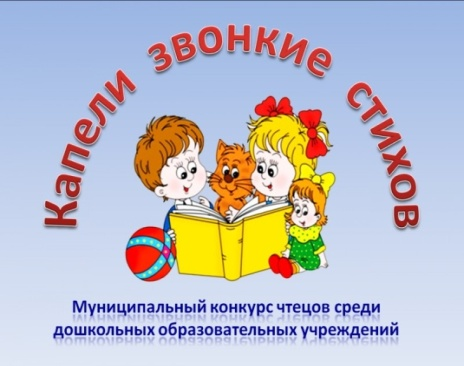 Капели звонкие стихов
Муниципальный конкурс чтецов среди
дошкольных образовательных учреждений